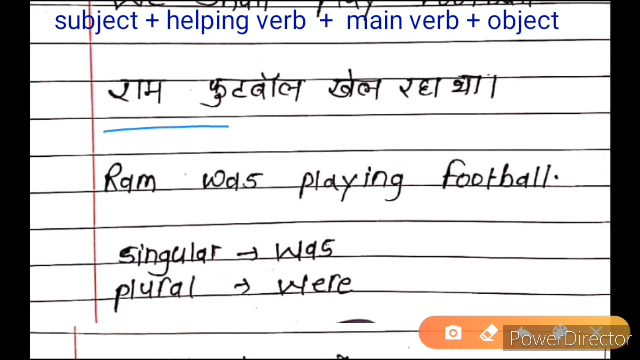 subject + helping verb + main verb + object
राम फुटबॉल खेल रहा था।
Ram was playing football.
singular → was
plural → were
PowerDirector